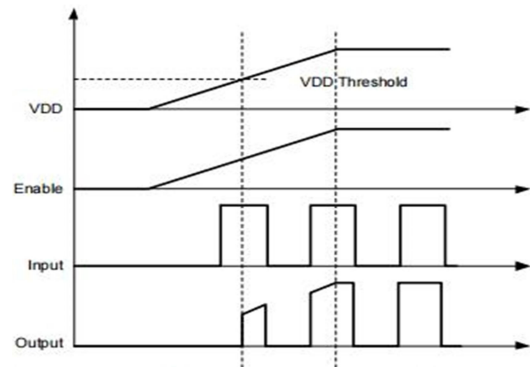 VDD Threshold
VDD
Enable
Input
Output